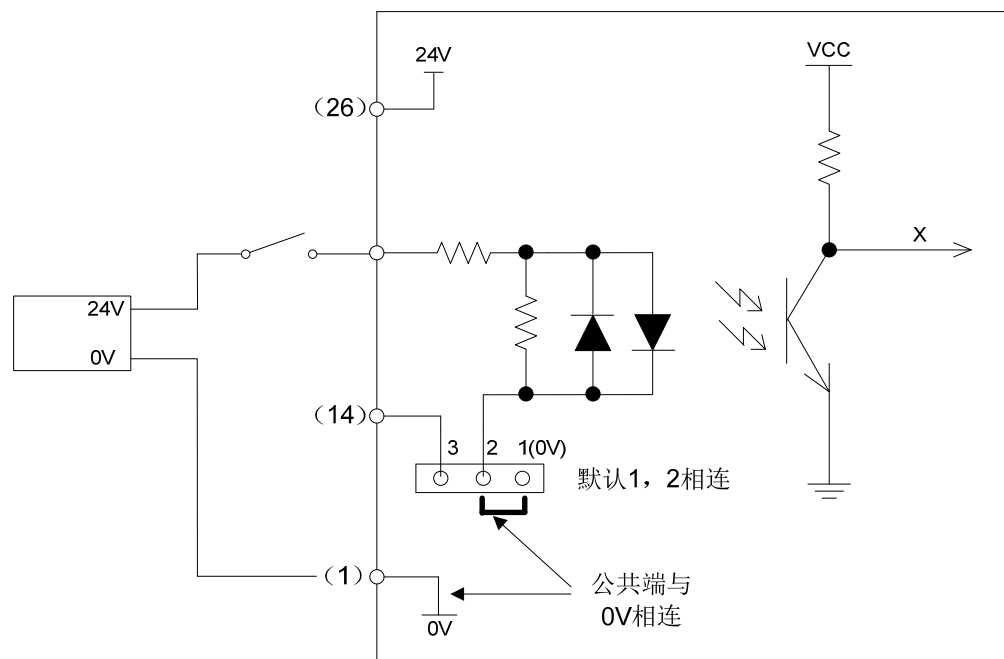 24V
VCC
（26）
X
24V
0V
（14）
3 2 1(0V)
默认1，2相连
（1）
公共端与
0V相连
0V